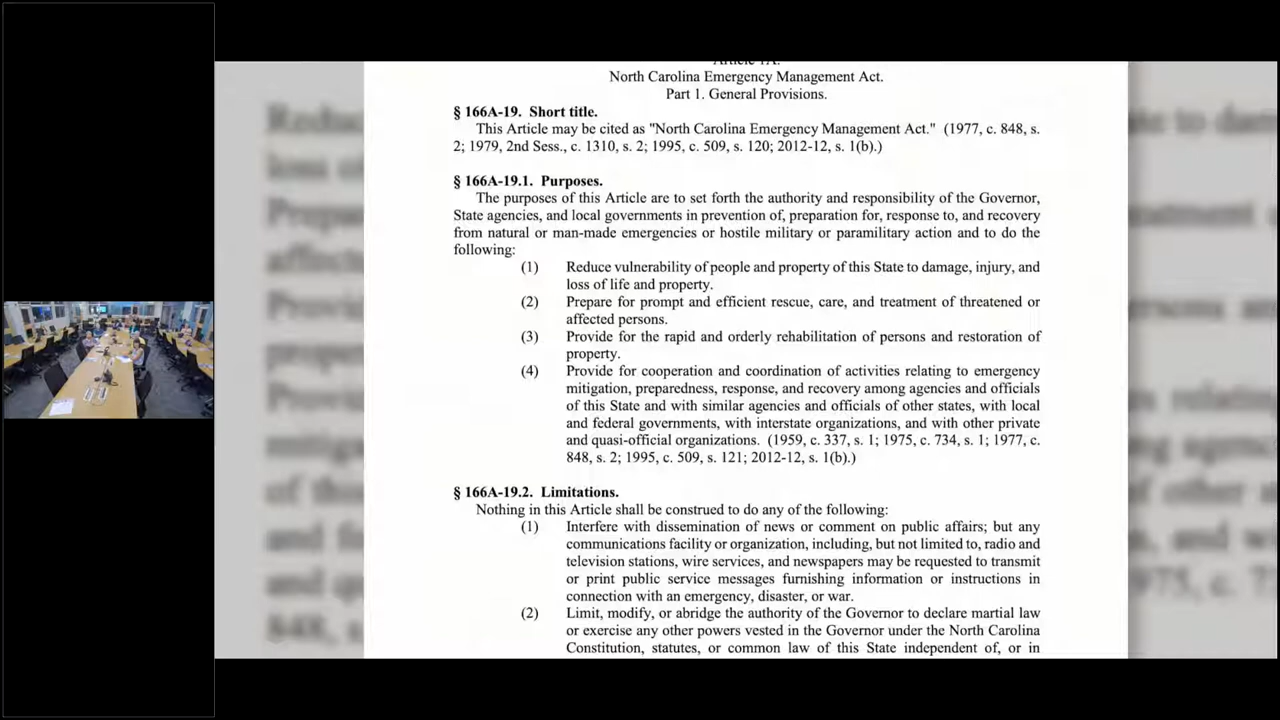 Article 1A.
North Carolina Emergency Management Act.
Part 1. General Provisions.
§ 166A-19. Short title.
This Article may be cited as "North Carolina Emergency Management Act." (1977, c. 848, s.
2; 1979, 2nd Sess., c. 1310, s. 2; 1995, c. 509, s. 120; 2012-12, s. 1(b).)
§ 166A-19.1. Purposes.
The purposes of this Article are to set forth the authority and responsibility of the Governor,
State agencies, and local governments in prevention of, preparation for, response to, and recovery
from natural or man-made emergencies or hostile military or paramilitary action and to do the
following:
(1) Reduce vulnerability of people and property of this State to damage, injury, and
loss of life and property.
(2) Prepare for prompt and efficient rescue, care, and treatment of threatened or
affected persons.
(3) Provide for the rapid and orderly rehabilitation of persons and restoration of
property.
(4) Provide for cooperation and coordination of activities relating to emergency
mitigation, preparedness, response, and recovery among agencies and officials
of this State and with similar agencies and officials of other states, with local
and federal governments, with interstate organizations, and with other private
and quasi-official organizations. (1959, c. 337, s. 1; 1975, c. 734, s. 1; 1977, c.
848, s. 2; 1995, c. 509, s. 121; 2012-12, s. 1(b).)
§ 166A-19.2. Limitations.
Nothing in this Article shall be construed to do any of the following:
(1) Interfere with dissemination of news or comment on public affairs; but any
communications facility or organization, including, but not limited to, radio and
television stations, wire services, and newspapers may be requested to transmit
or print public service messages furnishing information or instructions in
connection with an emergency, disaster, or war.
(2) Limit, modify, or abridge the authority of the Governor to declare martial law
or exercise any other powers vested in the Governor under the North Carolina
Constitution, statutes, or common law of this State independent of, or in